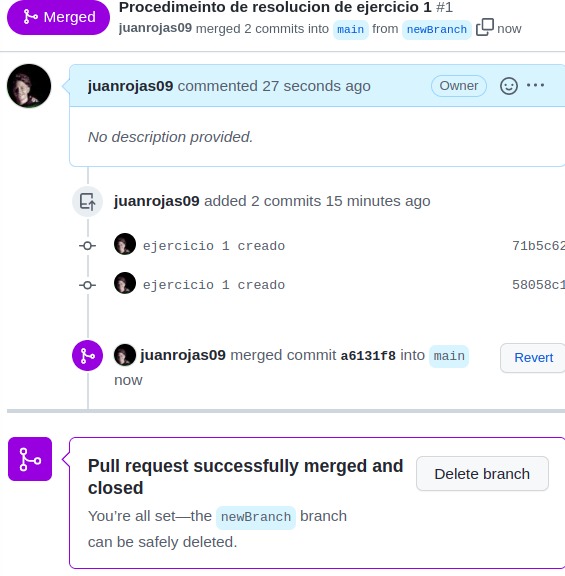 Merged
Procedimeinto de resolucion de ejercicio 1 #1
juanrojas09 merged 2 commits into main from newBranch now
juanrojas09 commented 27 seconds ago Owner
No description provided.
juanrojas09 added 2 commits 15 minutes ago
ejercicio 1 creado 71b5c62
ejercicio 1 creado 58058c1
juanrojas09 merged commit a6131f8 into main
now
Revert
Pull request successfully merged and
closed
Delete branch
You’re all set—the newBranch branch
can be safely deleted.